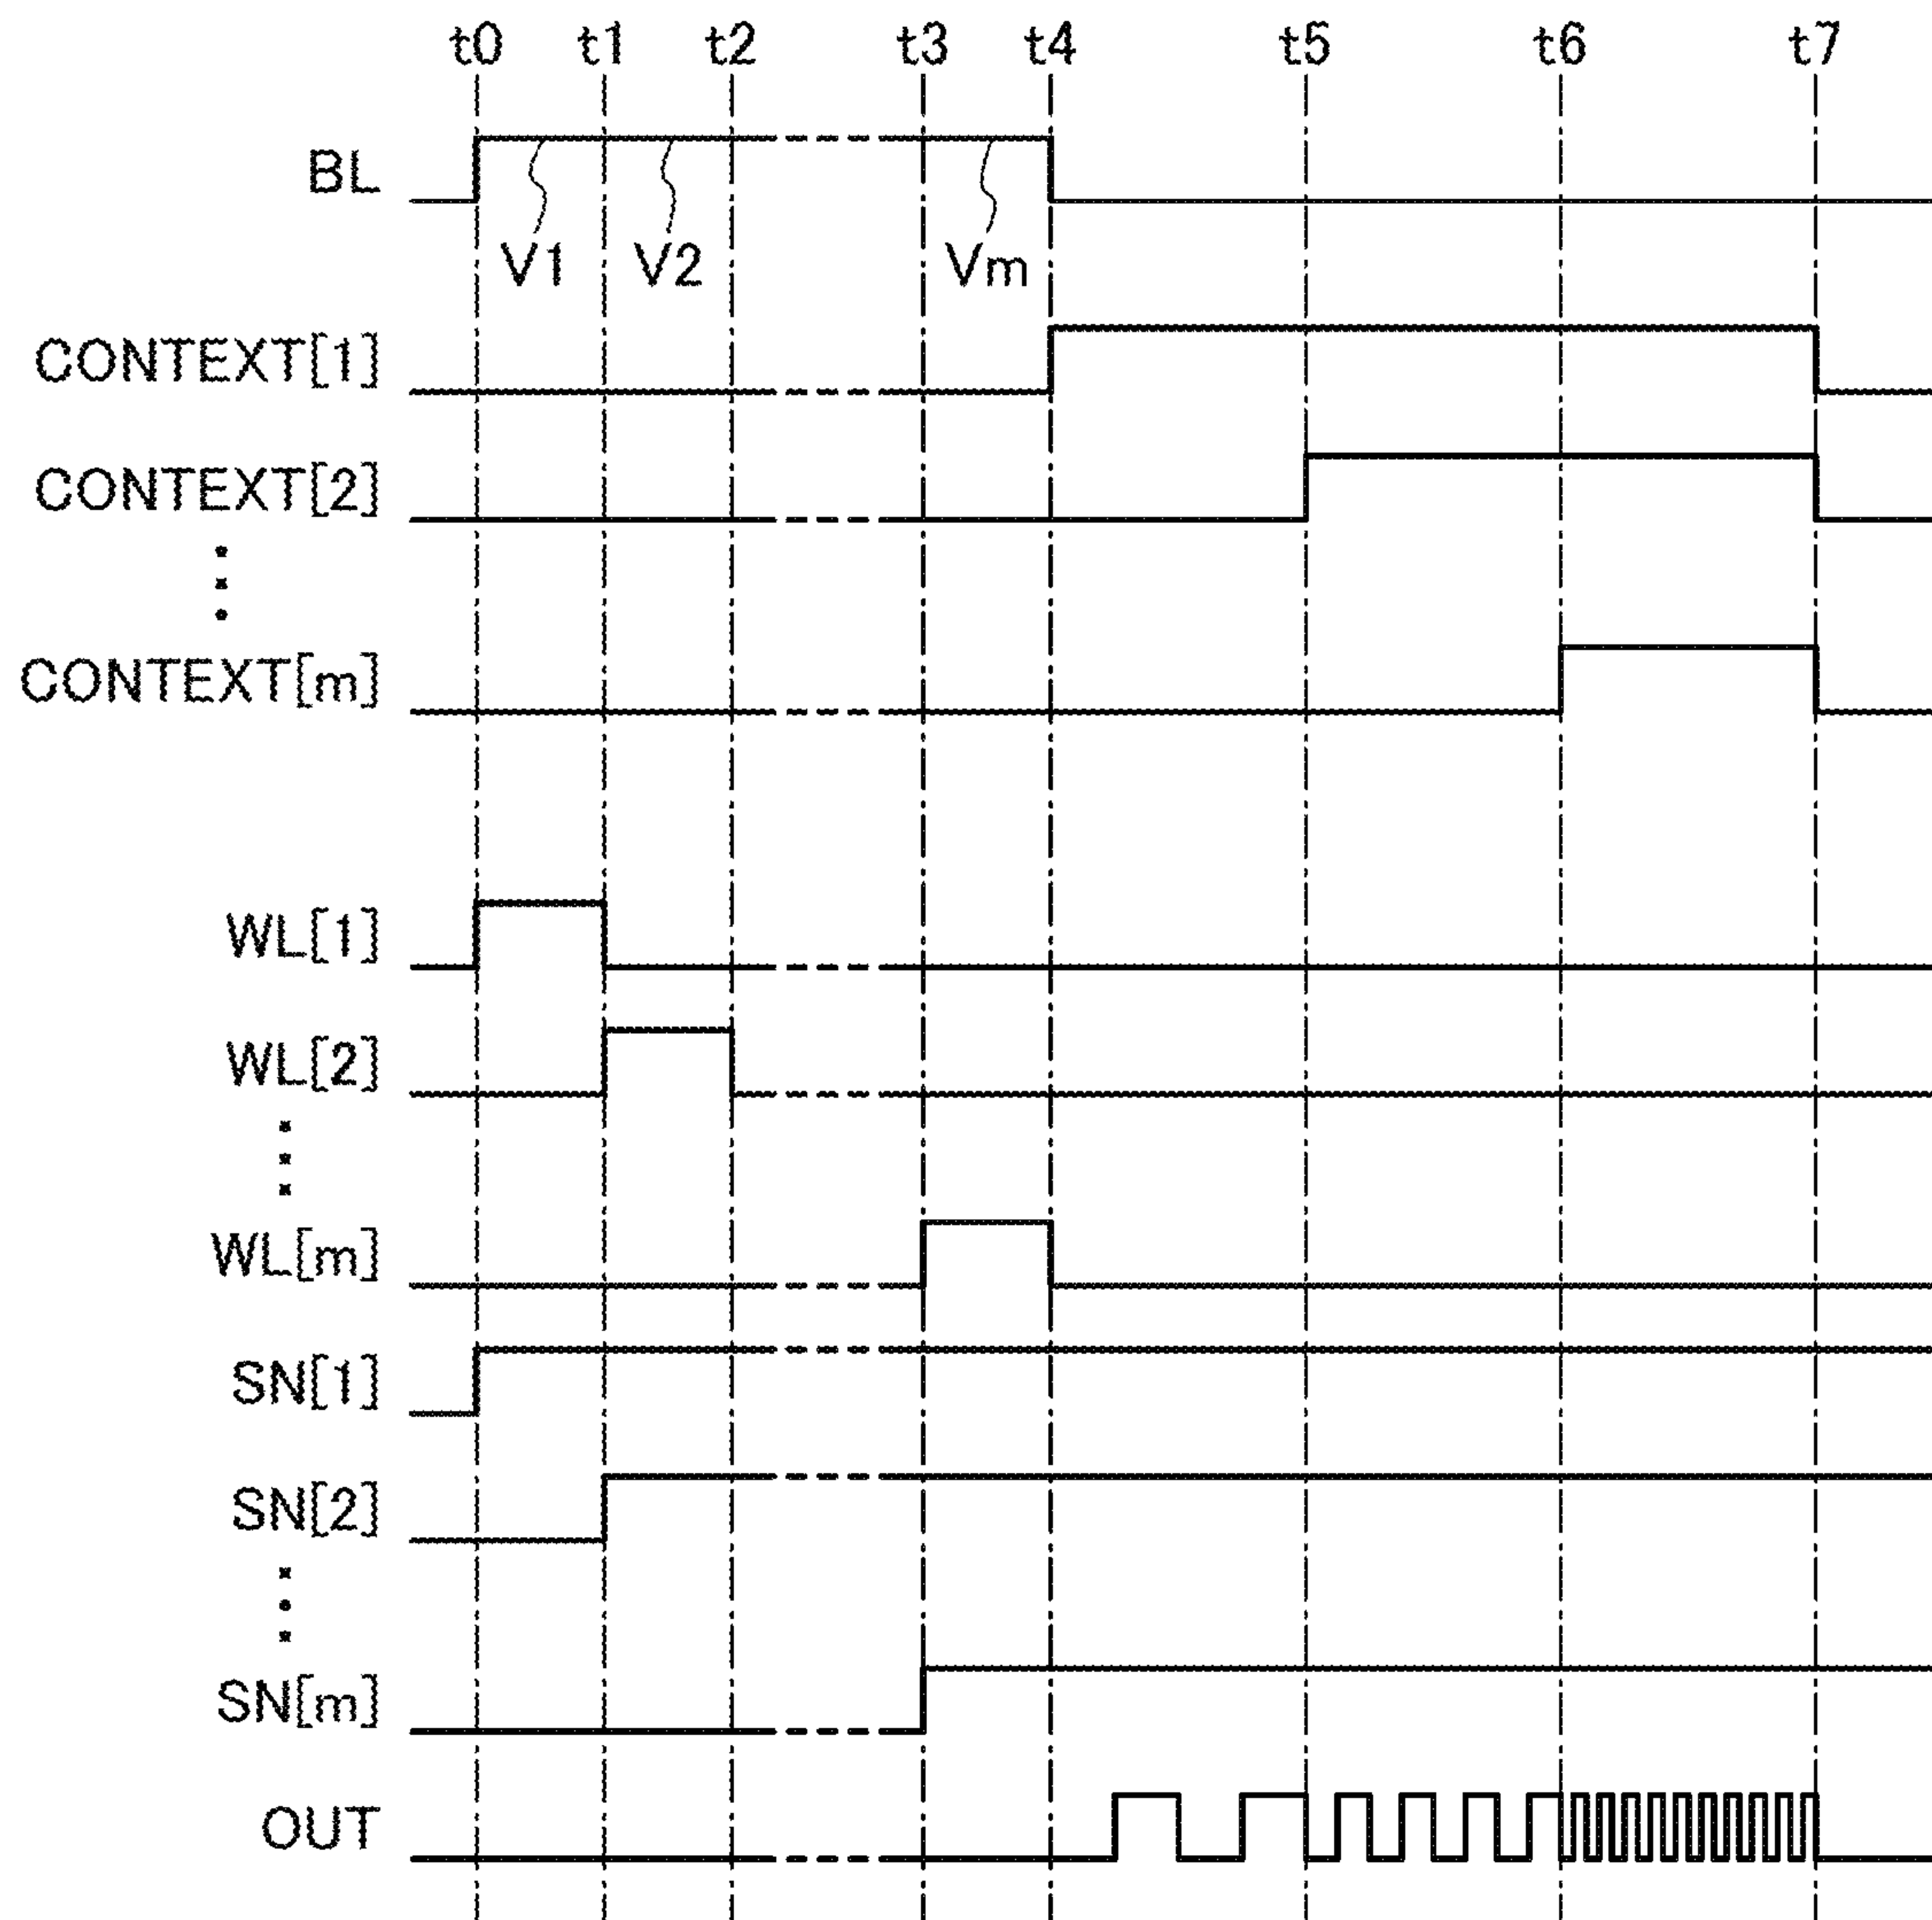 t0 t1 t2 t3 t4 t5 t6 t7
BL
V1 V2 Vm
CONTEXT[1]
CONTEXT[2]
CONTEXT[m]
WL[1]
WL[2]
WL[m]
SN[1]
SN[2]
SN[m]
OUT